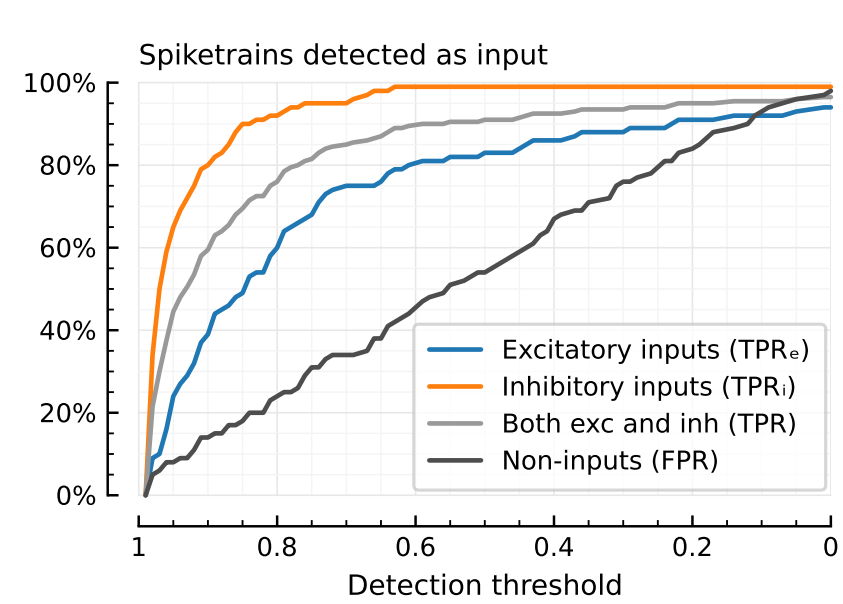 Spiketrains detected as input
100%
80%
60%
40%
20%
0%
Excitatory inputs (TPRₑ)
Inhibitory inputs (TPRᵢ)
Both exc and inh (TPR)
Non-inputs (FPR)
1 0.8 0.6 0.4 0.2 0
Detection threshold